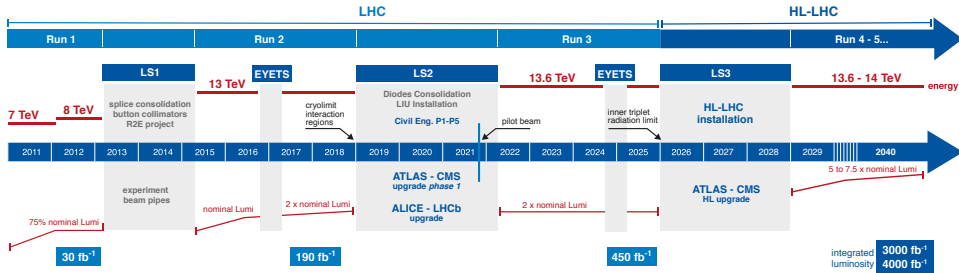 LHC
HL-LHC
Run 1
Run 2
Run 3
Run 4 - 5...
LS1
EYETS
LS2
EYETS
LS3
7 TeV
8 TeV
13 TeV
13.6 TeV
13.6 - 14 TeV
energy
splice consolidation
button collimators
R2E project
cryolimit
interaction
regions
Diodes Consolidation
LIU Installation
Civil Eng. P1-P5
pilot beam
inner triplet
radiation limit
HL-LHC
installation
2011
2012
2013
2014
2015
2016
2017
2018
2019
2020
2021
2022
2023
2024
2025
2026
2027
2028
2029
2040
experiment
beam pipes
ATLAS - CMS
upgrade phase 1
ALICE - LHCb
upgrade
ATLAS - CMS
HL upgrade
75% nominal Lumi
nominal Lumi
2 x nominal Lumi
2 x nominal Lumi
5 to 7.5 x nominal Lumi
30 fb-1
190 fb-1
450 fb-1
integrated
luminosity
3000 fb-1
4000 fb-1